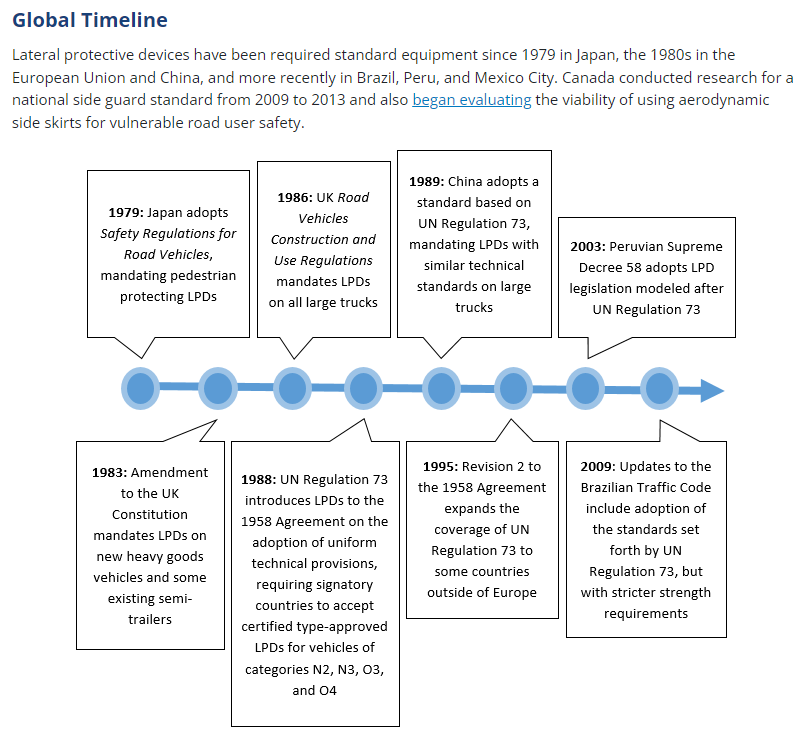 Global Timeline
Lateral protective devices have been required standard equipment since 1979 in Japan, the 1980s in the
European Union and China, and more recently in Brazil, Peru, and Mexico City. Canada conducted research for a
national side guard standard from 2009 to 2013 and also began evaluating the viability of using aerodynamic
side skirts for vulnerable road user safety.
1979: Japan adopts
Safety Regulations for
Road Vehicles,
mandating pedestrian
protecting LPDs
1986: UK Road
Vehicles
Construction and
Use Regulations
mandates LPDs
on all large trucks
1989: China adopts a
standard based on
UN Regulation 73,
mandating LPDs with
similar technical
standards on large
trucks
2003: Peruvian Supreme
Decree 58 adopts LPD
legislation modeled after
UN Regulation 73
1983: Amendment
to the UK
Constitution
mandates LPDs on
new heavy goods
vehicles and some
existing semi-
trailers
1988: UN Regulation 73
introduces LPDs to the
1958 Agreement on the
adoption of uniform
technical provisions,
requiring signatory
countries to accept
certified type-approved
LPDs for vehicles of
categories N2, N3, O3,
and O4
1995: Revision 2 to
the 1958 Agreement
expands the
coverage of UN
Regulation 73 to
some countries
outside of Europe
2009: Updates to the
Brazilian Traffic Code
include adoption of
the standards set
forth by UN
Regulation 73, but
with stricter strength
requirements